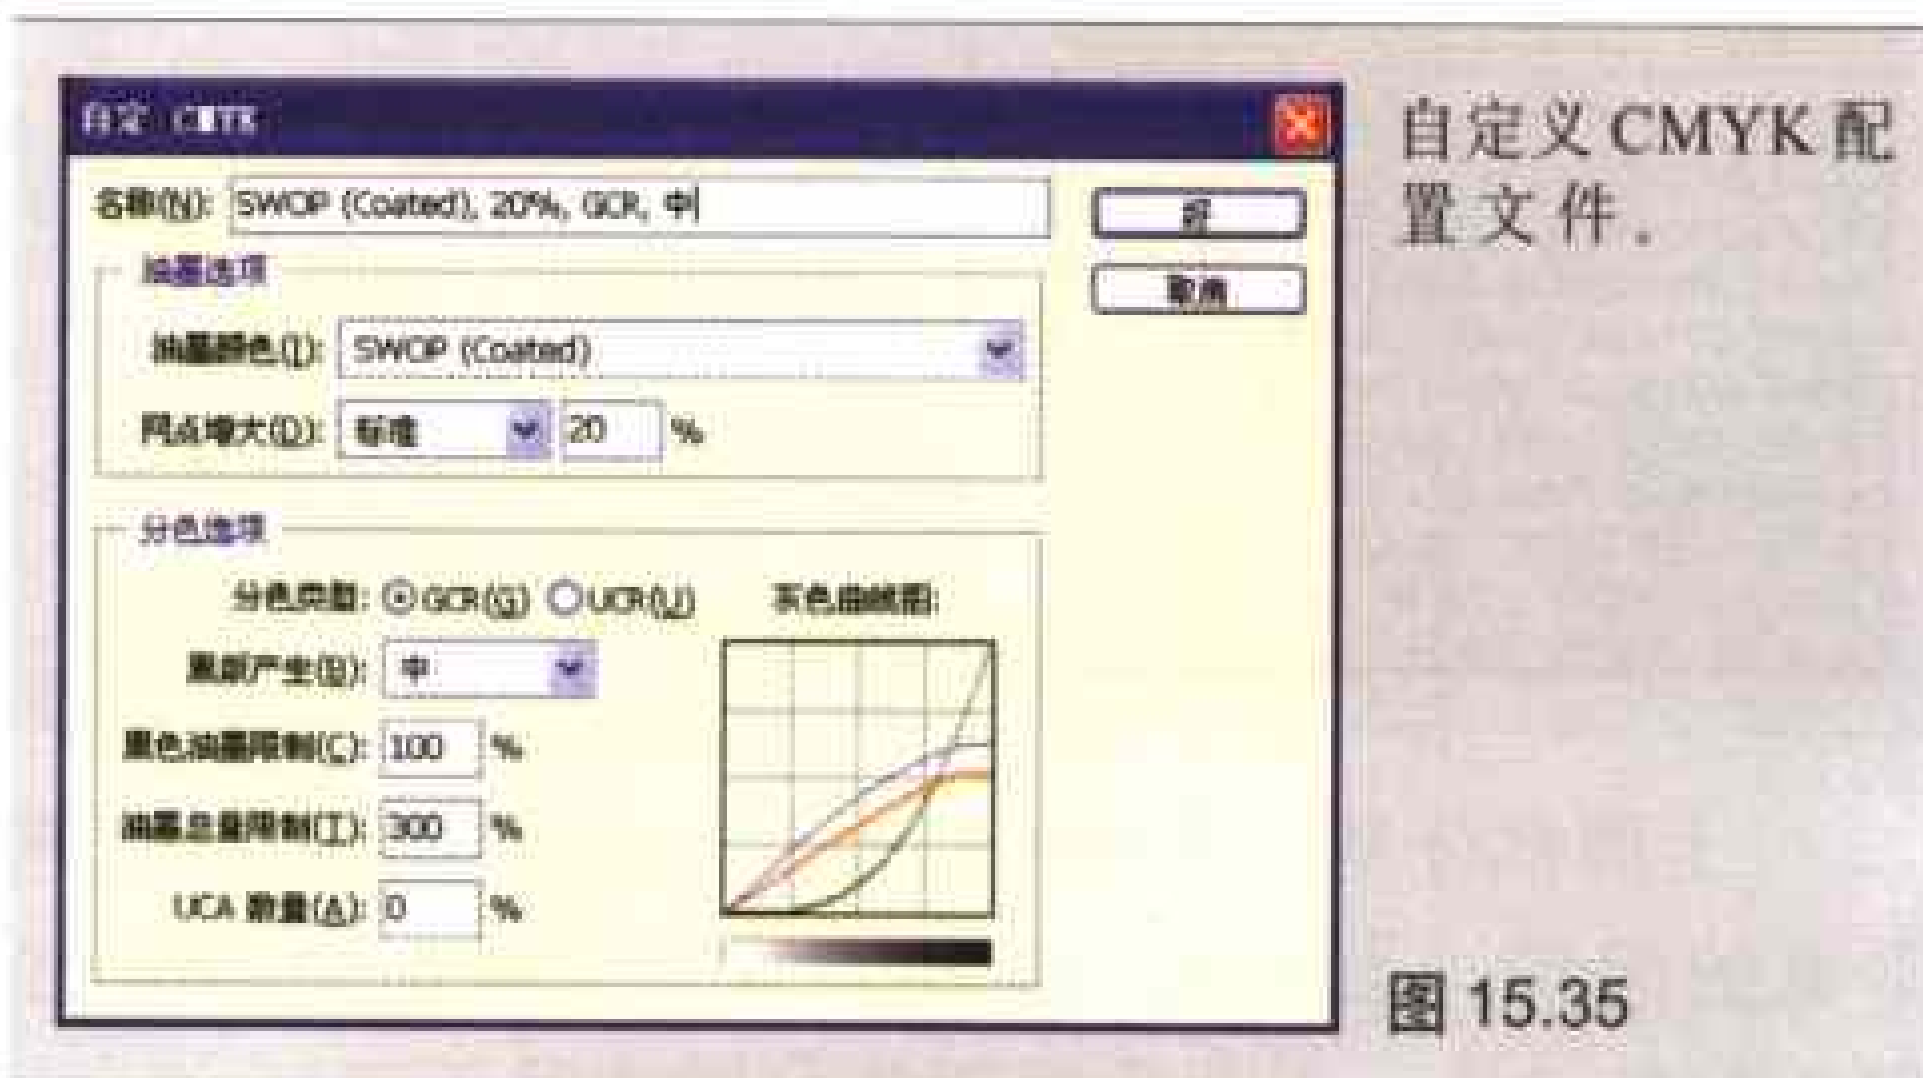 自定 CMYK
名称(N): SWOP (Coated), 20%, GCR, 中
好
取消
油墨选项
油墨颜色(I): SWOP (Coated)
网点增大(D): 标准 20 %
分色选项
分色类型: GCR(G) UCR(U)
灰色曲线图:
黑版产生(B): 中
黑色油墨限制(C): 100 %
油墨总量限制(T): 300 %
UCA 数量(A): 0 %
自定义 CMYK 配
置文件。
图 15.35